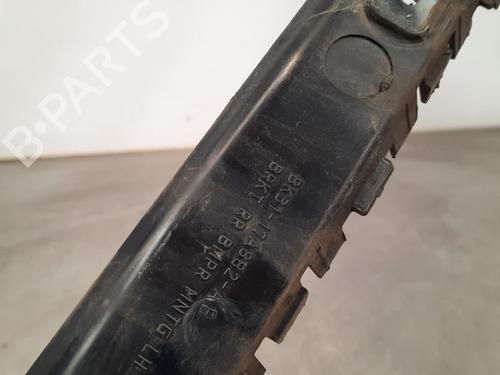 B-PARTS
BK31-17A882-AE
BRKT RR BMPR MNTG LH